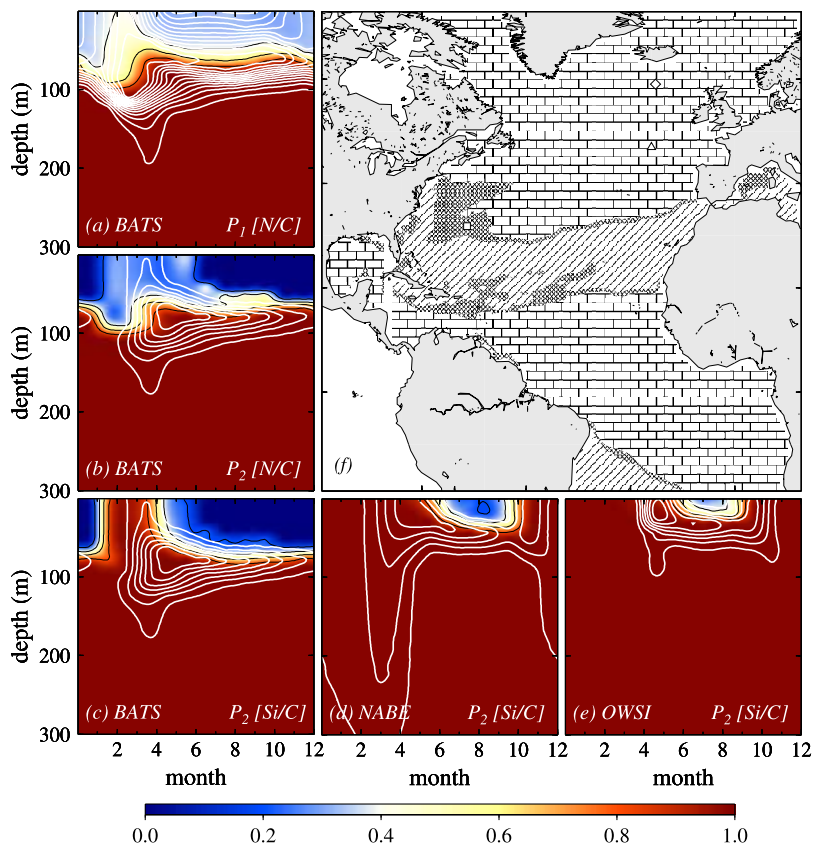 depth (m)
100
200
300
(a) BATS P1 [N/C]
depth (m)
100
200
300
(b) BATS P2 [N/C]
(f)
depth (m)
100
200
300
(c) BATS P2 [Si/C]
(d) NABE P2 [Si/C]
(e) OWSI P2 [Si/C]
2 4 6 8 10 12
2 4 6 8 10 12
2 4 6 8 10 12
month
month
month
0.0 0.2 0.4 0.6 0.8 1.0